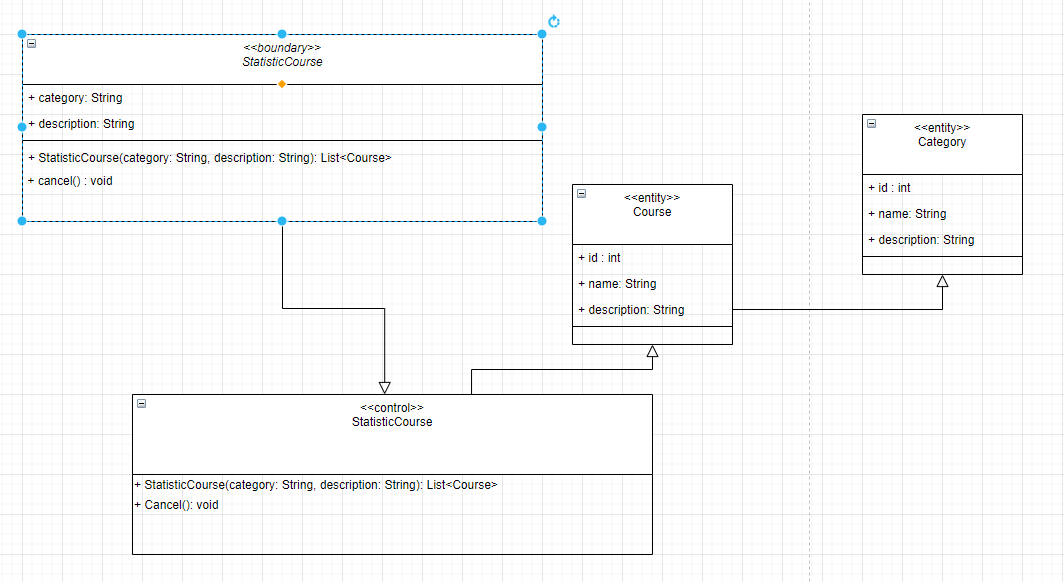 <<boundary>>
StatisticCourse
+ category: String
+ description: String
+ StatisticCourse(category: String, description: String): List<Course>
+ cancel() : void
<<entity>>
Category
+ id : int
+ name: String
+ description: String
<<entity>>
Course
+ id : int
+ name: String
+ description: String
<<control>>
StatisticCourse
+ StatisticCourse(category: String, description: String): List<Course>
+ Cancel(): void